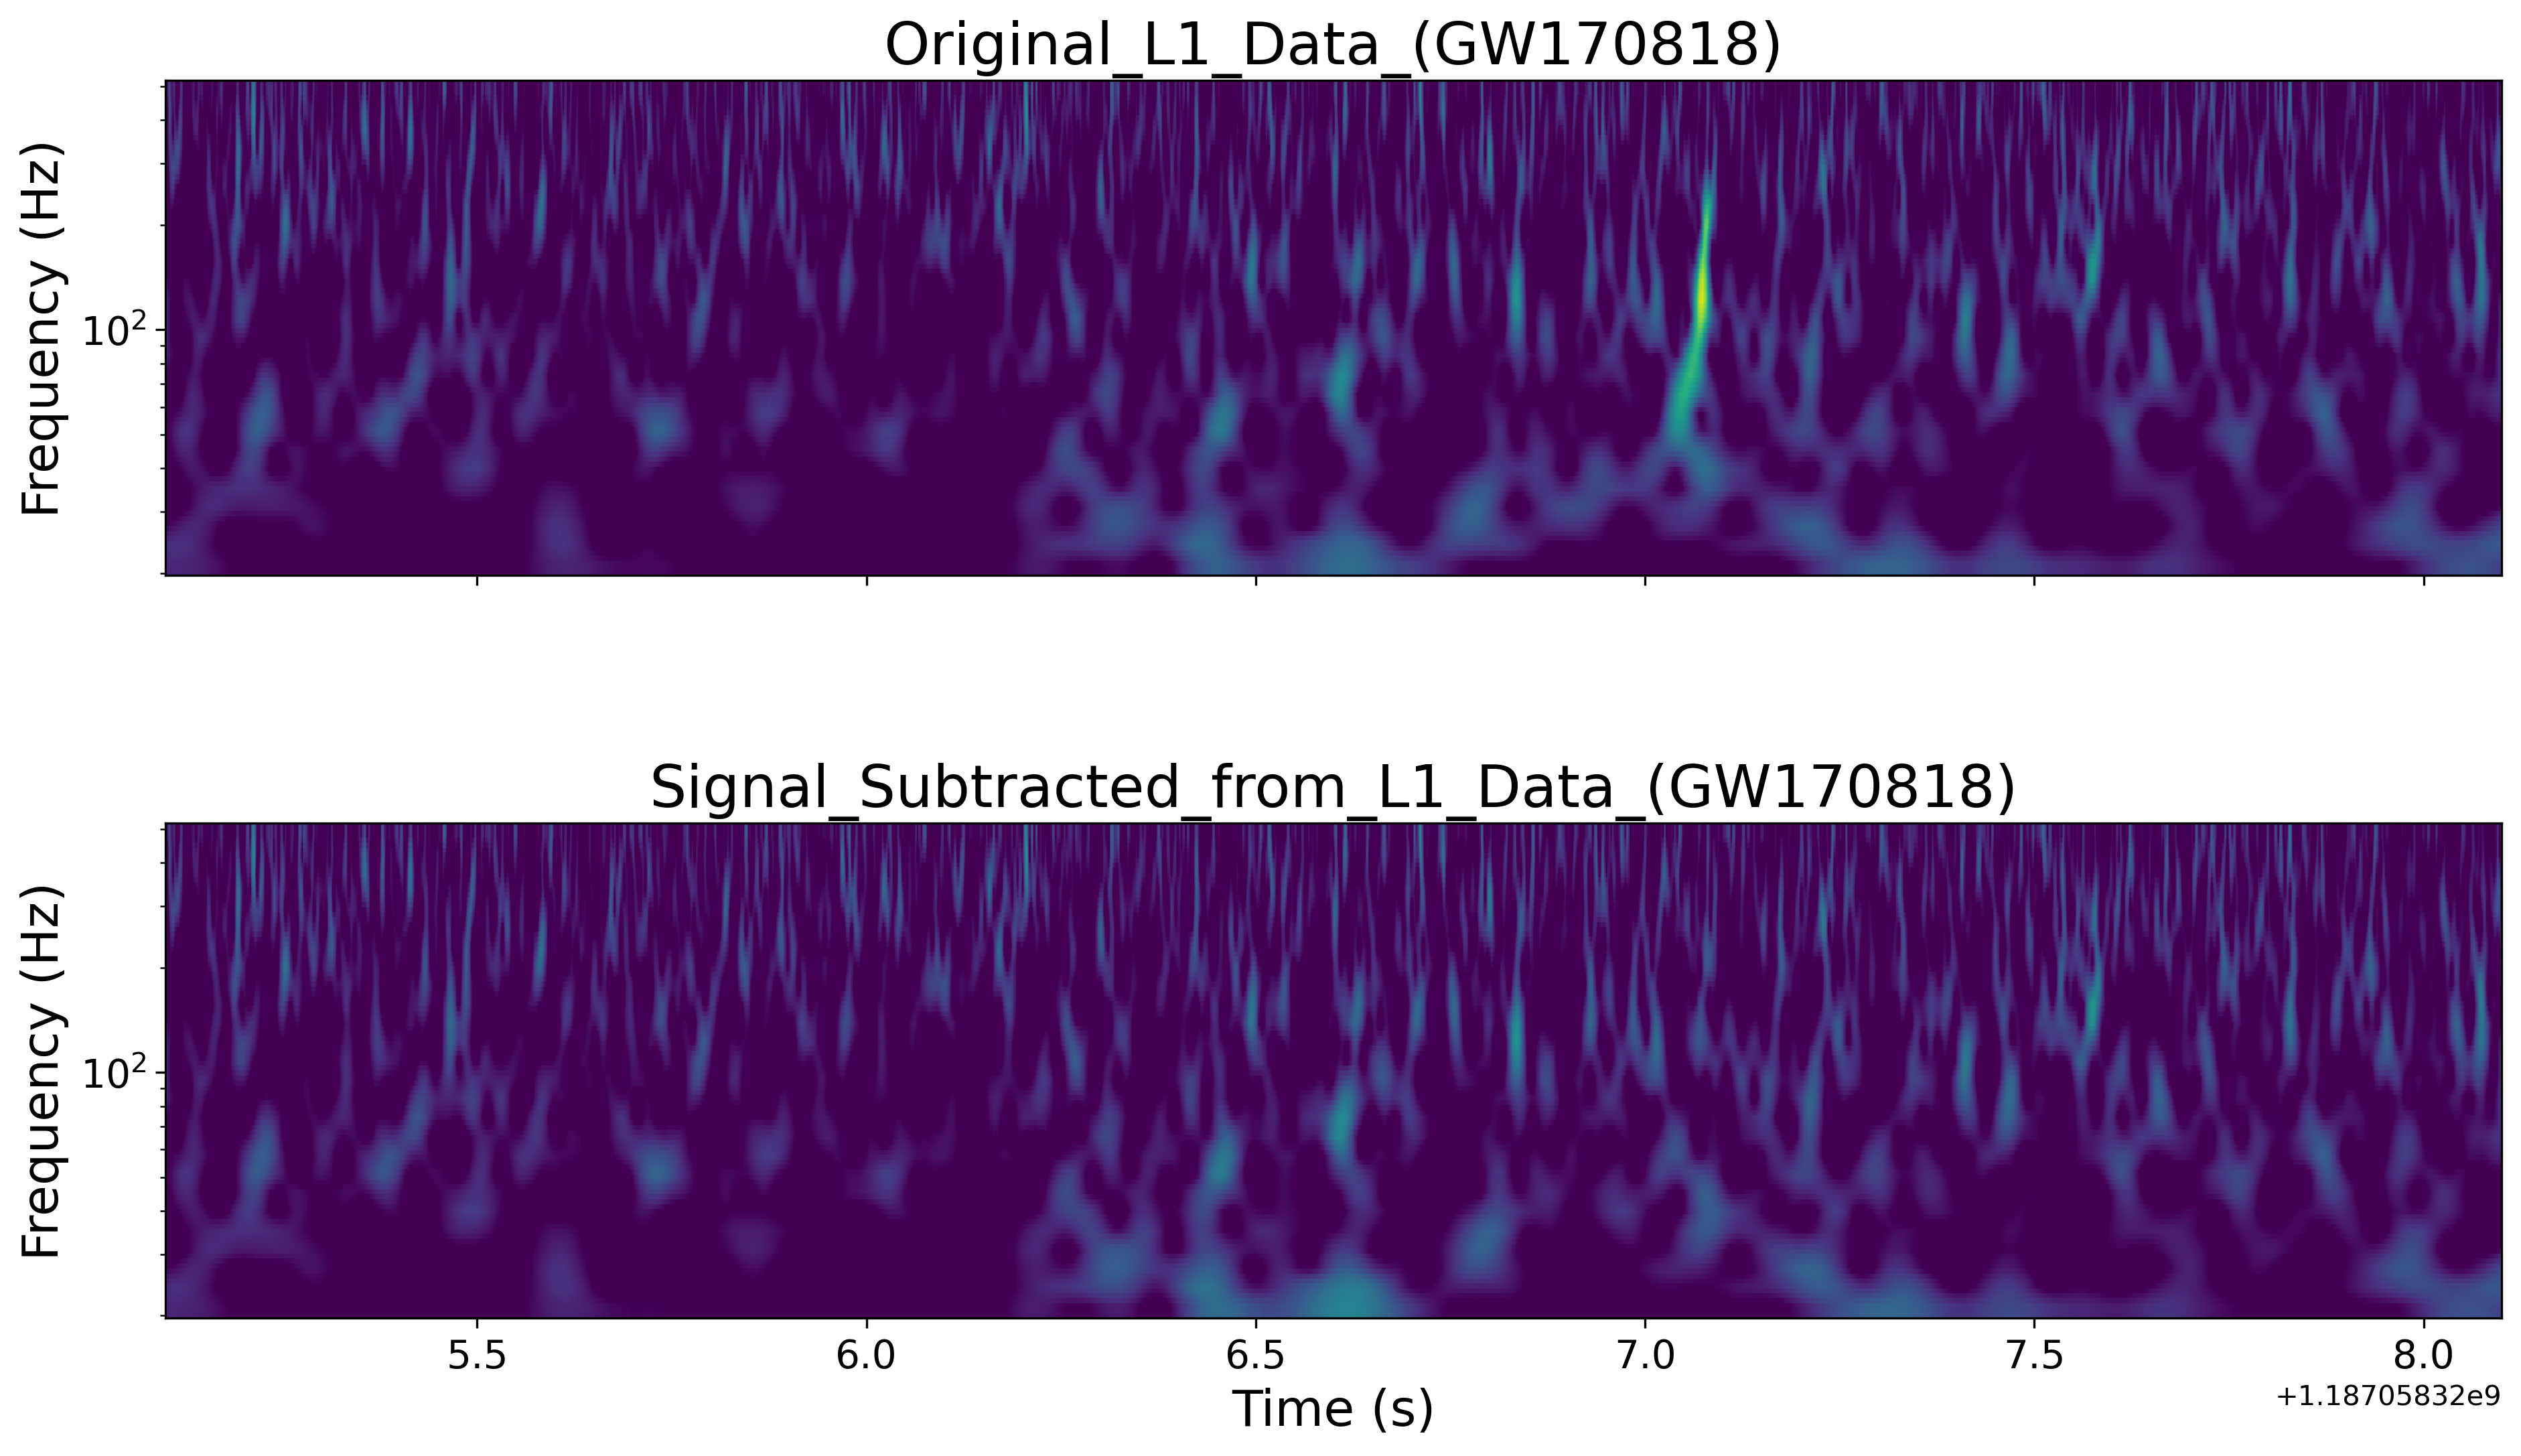 Original_L1_Data_(GW170818)
Frequency (Hz)
10²
Signal_Subtracted_from_L1_Data_(GW170818)
Frequency (Hz)
10²
5.5 6.0 6.5 7.0 7.5 8.0
Time (s)
+1.18705832e9